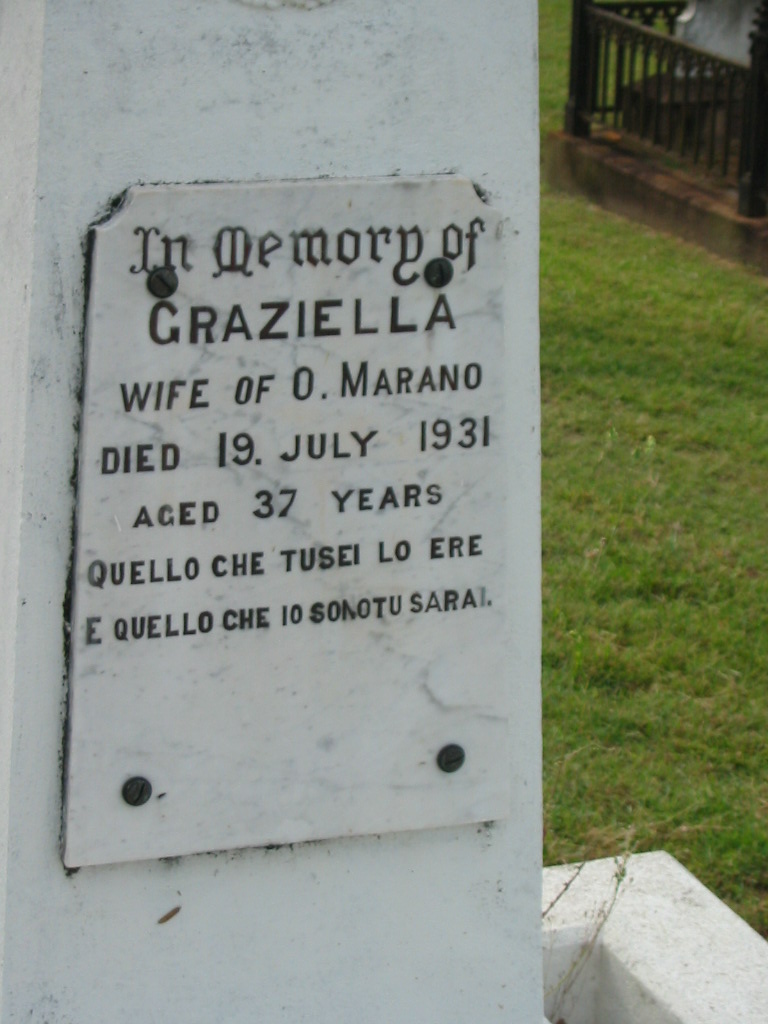 In Memory of
GRAZIELLA
WIFE OF O. MARANO
DIED 19. JULY 1931
AGED 37 YEARS
QUELLO CHE TUSEI LO ERE
E QUELLO CHE IO SONOTU SARAI.